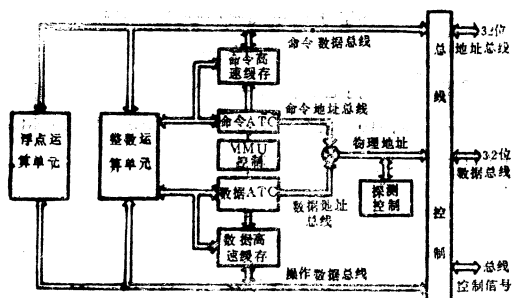 命令数据总线
命令高
速缓存
命令地址总线
命令ATC
MMU
控制
数据ATC
数据地址
总线
数据高
速缓存
操作数据总线
浮点运
算单元
整数运
算单元
物理地址
探测
控制
总
线
控
制
32位
地址总线
32位
数据总线
总线
控制信号